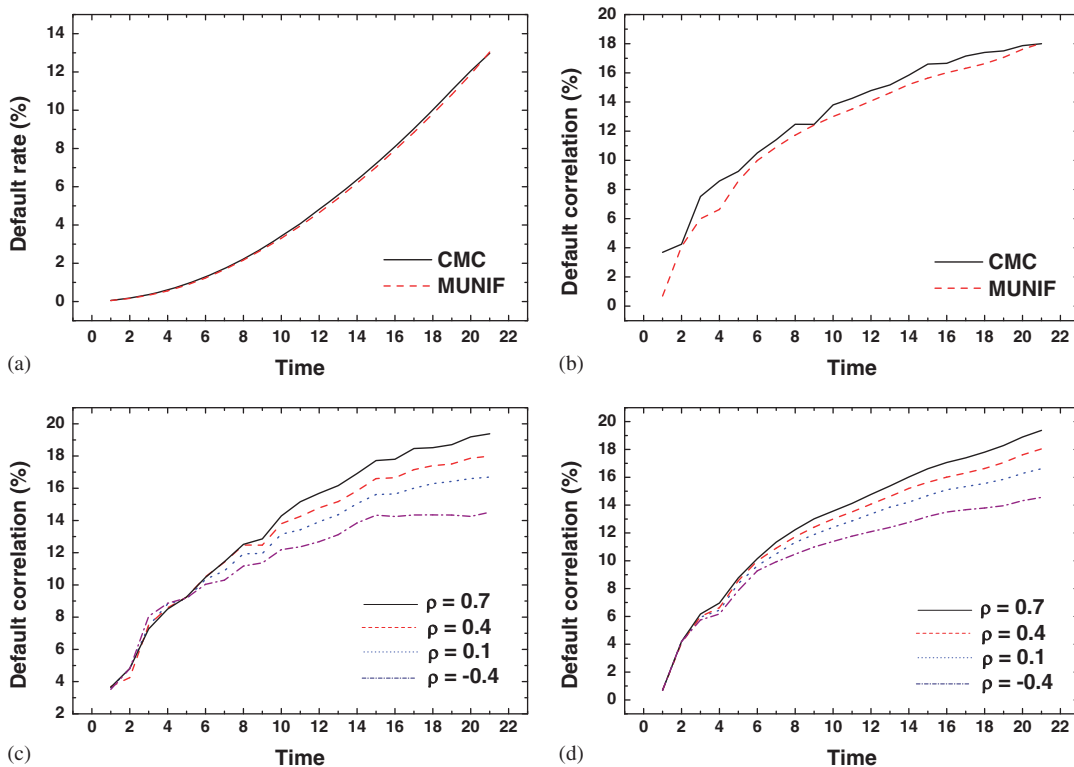 Default rate (%)
14
12
10
8
6
4
2
0
CMC
MUNIF
0 2 4 6 8 10 12 14 16 18 20 22
Time
(a)
Default correlation (%)
20
18
16
14
12
10
8
6
4
2
0
CMC
MUNIF
0 2 4 6 8 10 12 14 16 18 20 22
Time
(b)
Default correlation (%)
20
18
16
14
12
10
8
6
4
2
ρ = 0.7
ρ = 0.4
ρ = 0.1
ρ = -0.4
0 2 4 6 8 10 12 14 16 18 20 22
Time
(c)
Default correlation (%)
20
18
16
14
12
10
8
6
4
2
0
ρ = 0.7
ρ = 0.4
ρ = 0.1
ρ = -0.4
0 2 4 6 8 10 12 14 16 18 20 22
Time
(d)